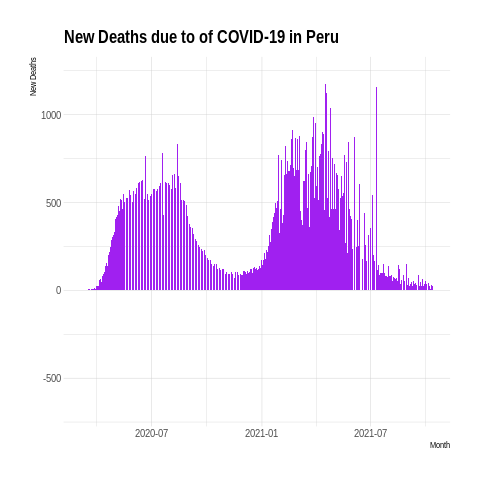 New Deaths due to of COVID-19 in Peru
New Deaths
1000
500
0
-500
2020-07
2021-01
2021-07
Month